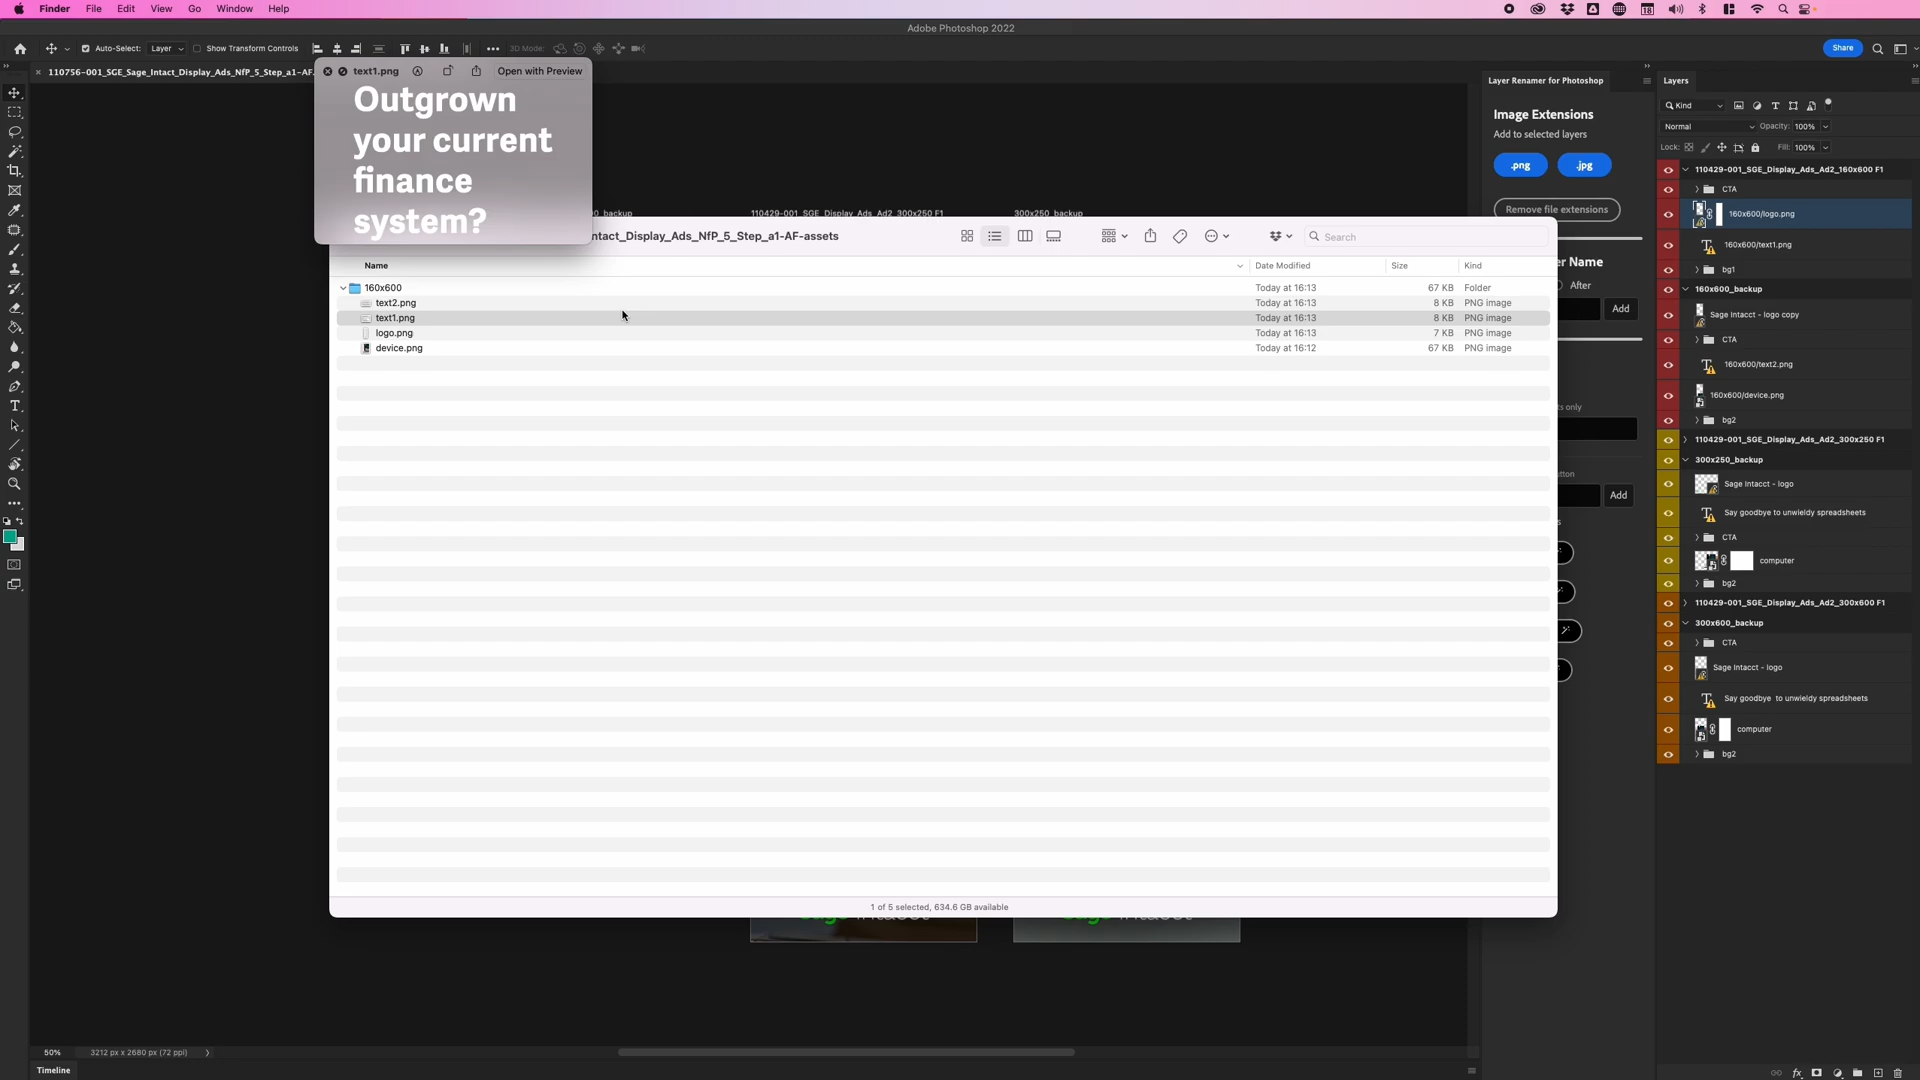 Finder File Edit View Go Window Help
18
Adobe Photoshop 2022
Auto-Select: Layer Show Transform Controls 3D Mode: Share
110756-001_SGE_Sage_Intact_Display_Ads_NfP_5_Step_a1-AF-
text1.png Open with Preview
Outgrown
your current
finance
system?
0_backup 110429-001_SGE_Display_Ads_Ad2_300x250 F1 300x250_backup
ntact_Display_Ads_NfP_5_Step_a1-AF-assets Search
Name Date Modified Size Kind
160x600 Today at 16:13 67 KB Folder
text2.png Today at 16:13 8 KB PNG image
text1.png Today at 16:13 8 KB PNG image
logo.png Today at 16:13 7 KB PNG image
device.png Today at 16:12 67 KB PNG image
1 of 5 selected, 634.6 GB available
50% 3212 px x 2680 px (72 ppi)
Timeline
Layer Renamer for Photoshop
Image Extensions
Add to selected layers
.png .jpg
Remove file extensions
er Name
After
Add
ts only
tton
Add
s
Layers
Kind
Normal Opacity: 100%
Lock: Fill: 100%
110429-001_SGE_Display_Ads_Ad2_160x600 F1
CTA
160x600/logo.png
160x600/text1.png
bg1
160x600_backup
Sage Intacct - logo copy
CTA
160x600/text2.png
160x600/device.png
bg2
110429-001_SGE_Display_Ads_Ad2_300x250 F1
300x250_backup
Sage Intacct - logo
Say goodbye to unwieldy spreadsheets
CTA
computer
bg2
110429-001_SGE_Display_Ads_Ad2_300x600 F1
300x600_backup
CTA
Sage Intacct - logo
Say goodbye to unwieldy spreadsheets
computer
bg2